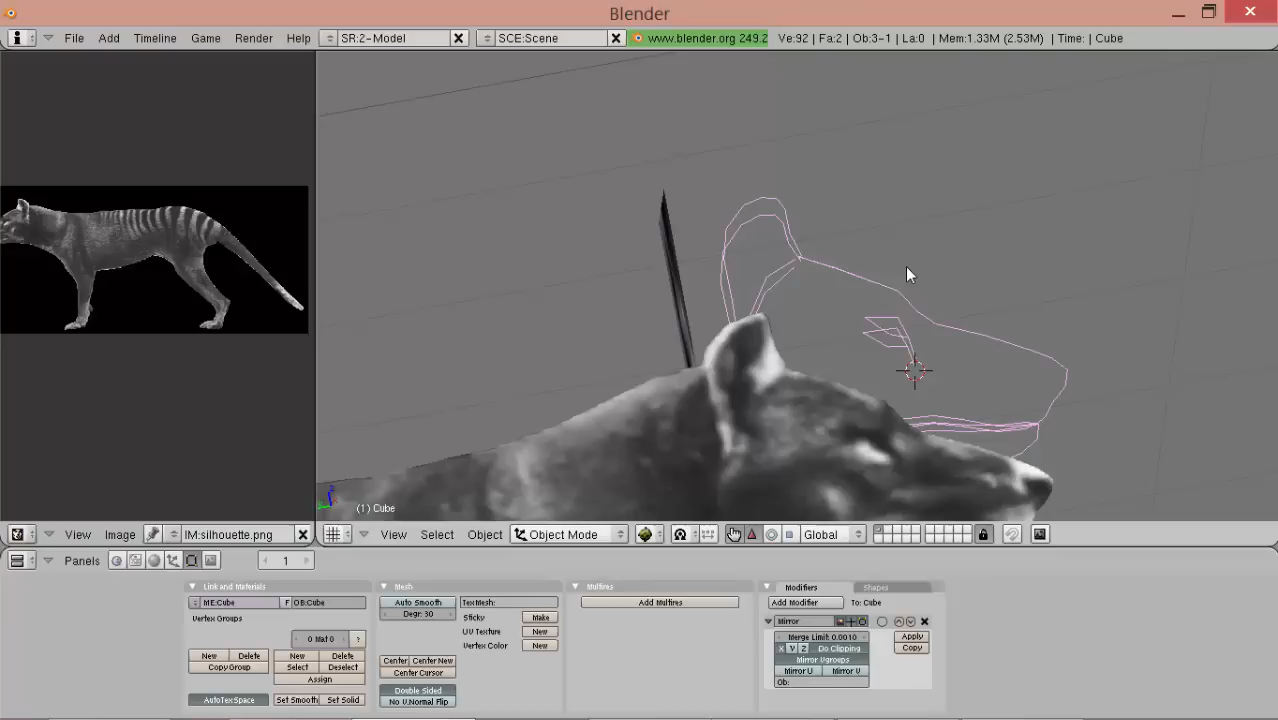 Blender
File Add Timeline Game Render Help SR:2-Model SCE:Scene www.blender.org 249.2 Ve:92 | Fa:2 | Ob:3-1 | La:0 | Mem:1.33M (2.53M) | Time: | Cube
(1) Cube
View Image IM:silhouette.png View Select Object Object Mode Global
Panels 1
Link and Materials Mesh Multires Modifiers Shapes
ME:Cube F OB:Cube Auto Smooth TexMesh: Add Multires Add Modifier To: Cube
Vertex Groups Degr: 30 Sticky Make Mirror
0 Mat 0 ? UV Texture New Merge Limit: 0.0010 Apply
Vertex Color New X Y Z Do Clipping Copy
New Delete New Delete Center Center New Mirror Vgroups
Copy Group Select Deselect Center Cursor Mirror U Mirror V
Assign Ob:
Double Sided
AutoTexSpace Set Smooth Set Solid No V.Normal Flip